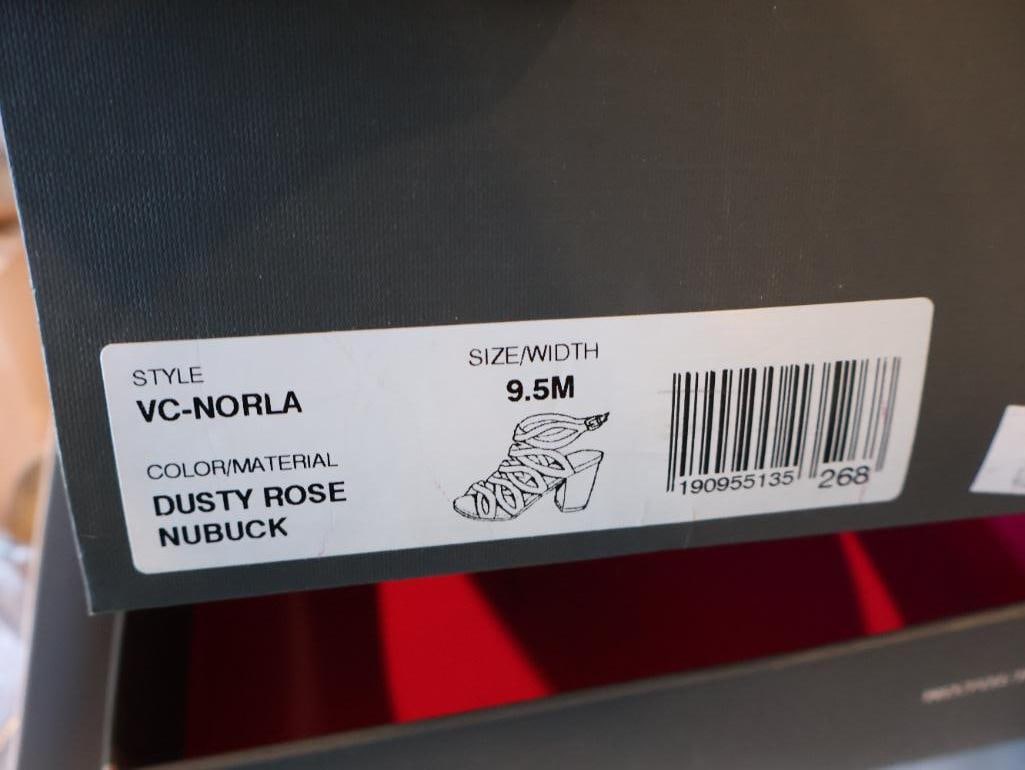 STYLE
VC-NORLA
COLOR/MATERIAL
DUSTY ROSE
NUBUCK
SIZE/WIDTH
9.5M
190955135 268